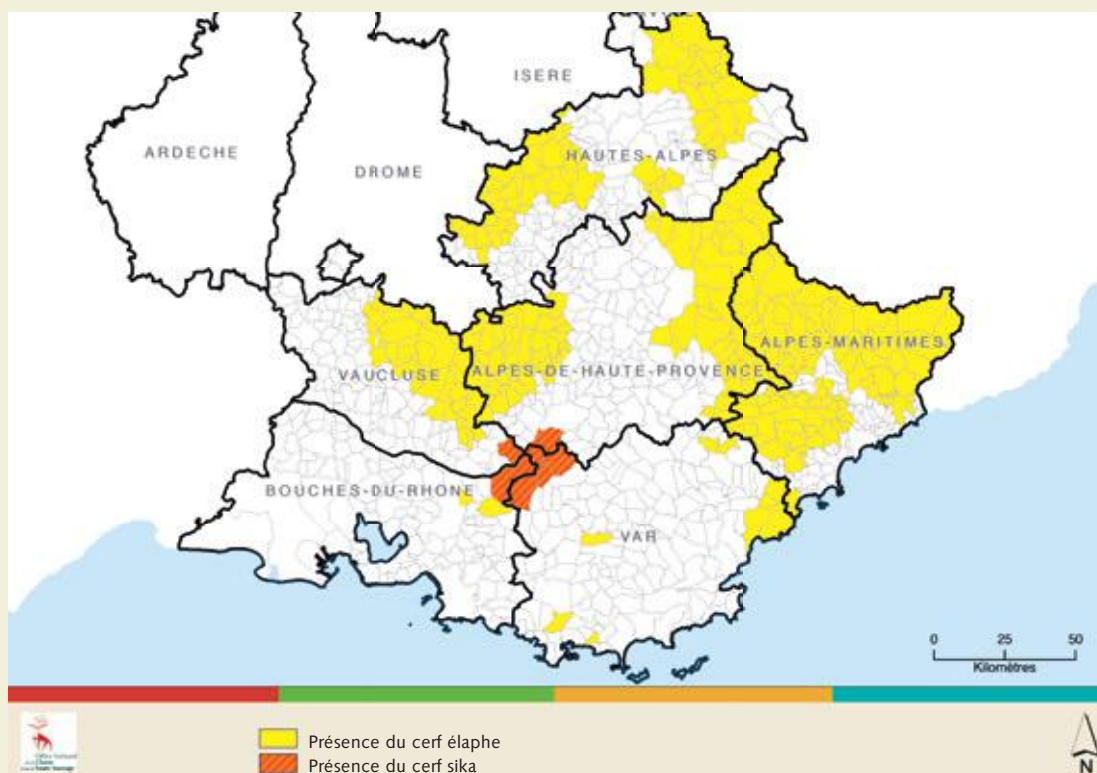 ISERE
ARDECHE
HAUTES-ALPES
DROME
ALPES-MARITIMES
VAUCLUSE
ALPES-DE-HAUTE-PROVENCE
BOUCHES-DU-RHONE
VAR
0 25 50
Kilomètres
Présence du cerf élaphe
Présence du cerf sika
N